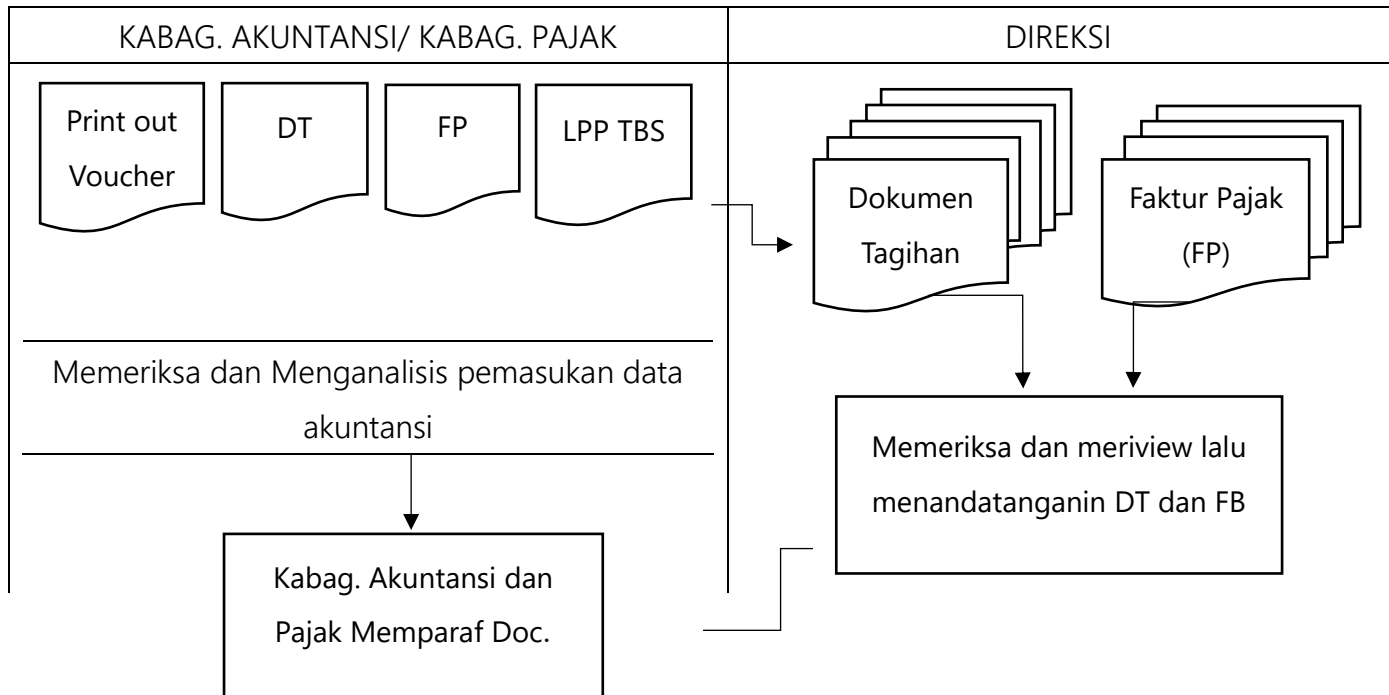 KABAG. AKUNTANSI/ KABAG. PAJAK
DIREKSI
Print out
Voucher
DT
FP
LPP TBS
Dokumen
Tagihan
Faktur Pajak
(FP)
Memeriksa dan Menganalisis pemasukan data
akuntansi
Memeriksa dan meriview lalu
menandatanganin DT dan FB
Kabag. Akuntansi dan
Pajak Memparaf Doc.